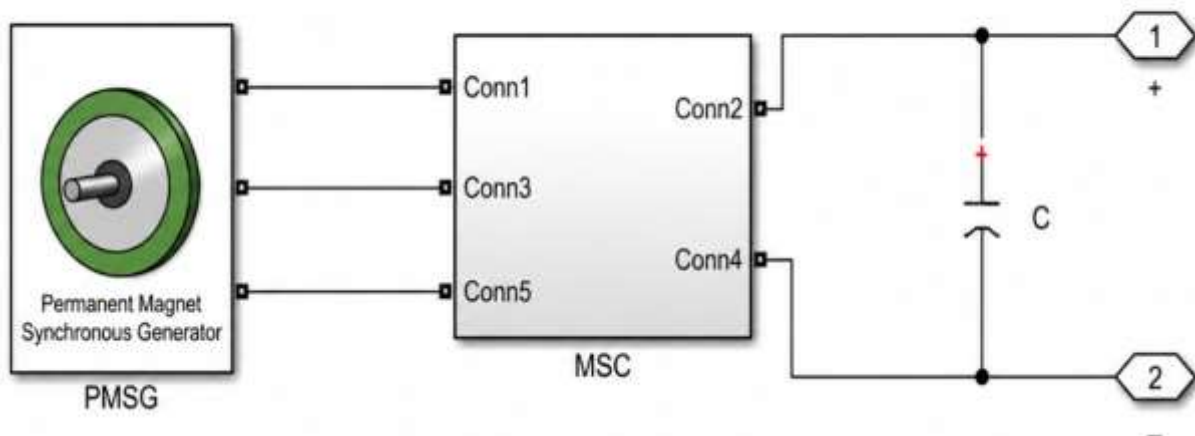 Permanent Magnet
Synchronous Generator
PMSG
Conn1
Conn3
Conn5
Conn2
Conn4
MSC
+
C
1
+
2
-